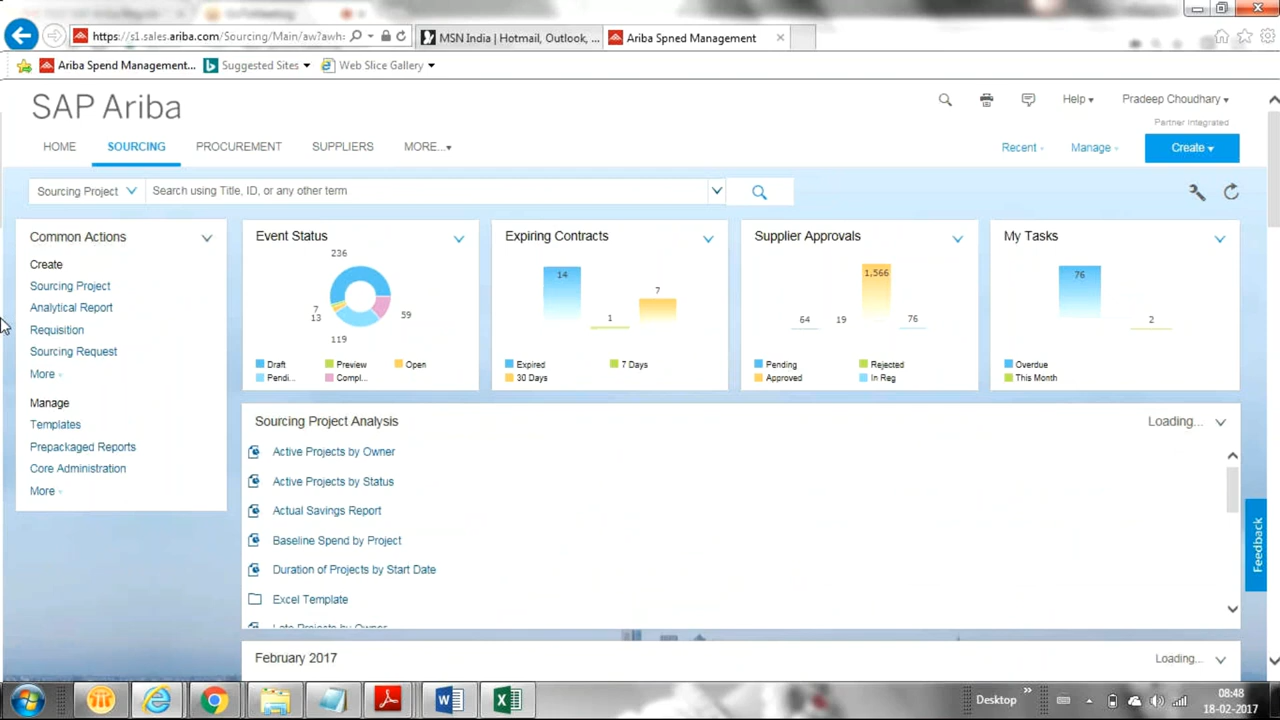 https://s1.sales.ariba.com/Sourcing/Main/aw?awh:
MSN India | Hotmail, Outlook, ...
Ariba Spned Management
Ariba Spend Management...
Suggested Sites
Web Slice Gallery
SAP Ariba
Help
Pradeep Choudhary
Partner Integrated
HOME
SOURCING
PROCUREMENT
SUPPLIERS
MORE...
Recent
Manage
Create
Sourcing Project
Search using Title, ID, or any other term
Common Actions
Create
Sourcing Project
Analytical Report
Requisition
Sourcing Request
More
Manage
Templates
Prepackaged Reports
Core Administration
More
Event Status
236
7
13
59
119
Draft
Preview
Open
Pendi...
Compl...
Expiring Contracts
14
1
7
Expired
7 Days
30 Days
Supplier Approvals
64
19
1,566
76
Pending
Rejected
Approved
In Reg
My Tasks
76
2
Overdue
This Month
Sourcing Project Analysis
Loading...
Active Projects by Owner
Active Projects by Status
Actual Savings Report
Baseline Spend by Project
Duration of Projects by Start Date
Excel Template
Late Projects by Owner
Feedback
February 2017
Loading...
Desktop
08:48
18-02-2017